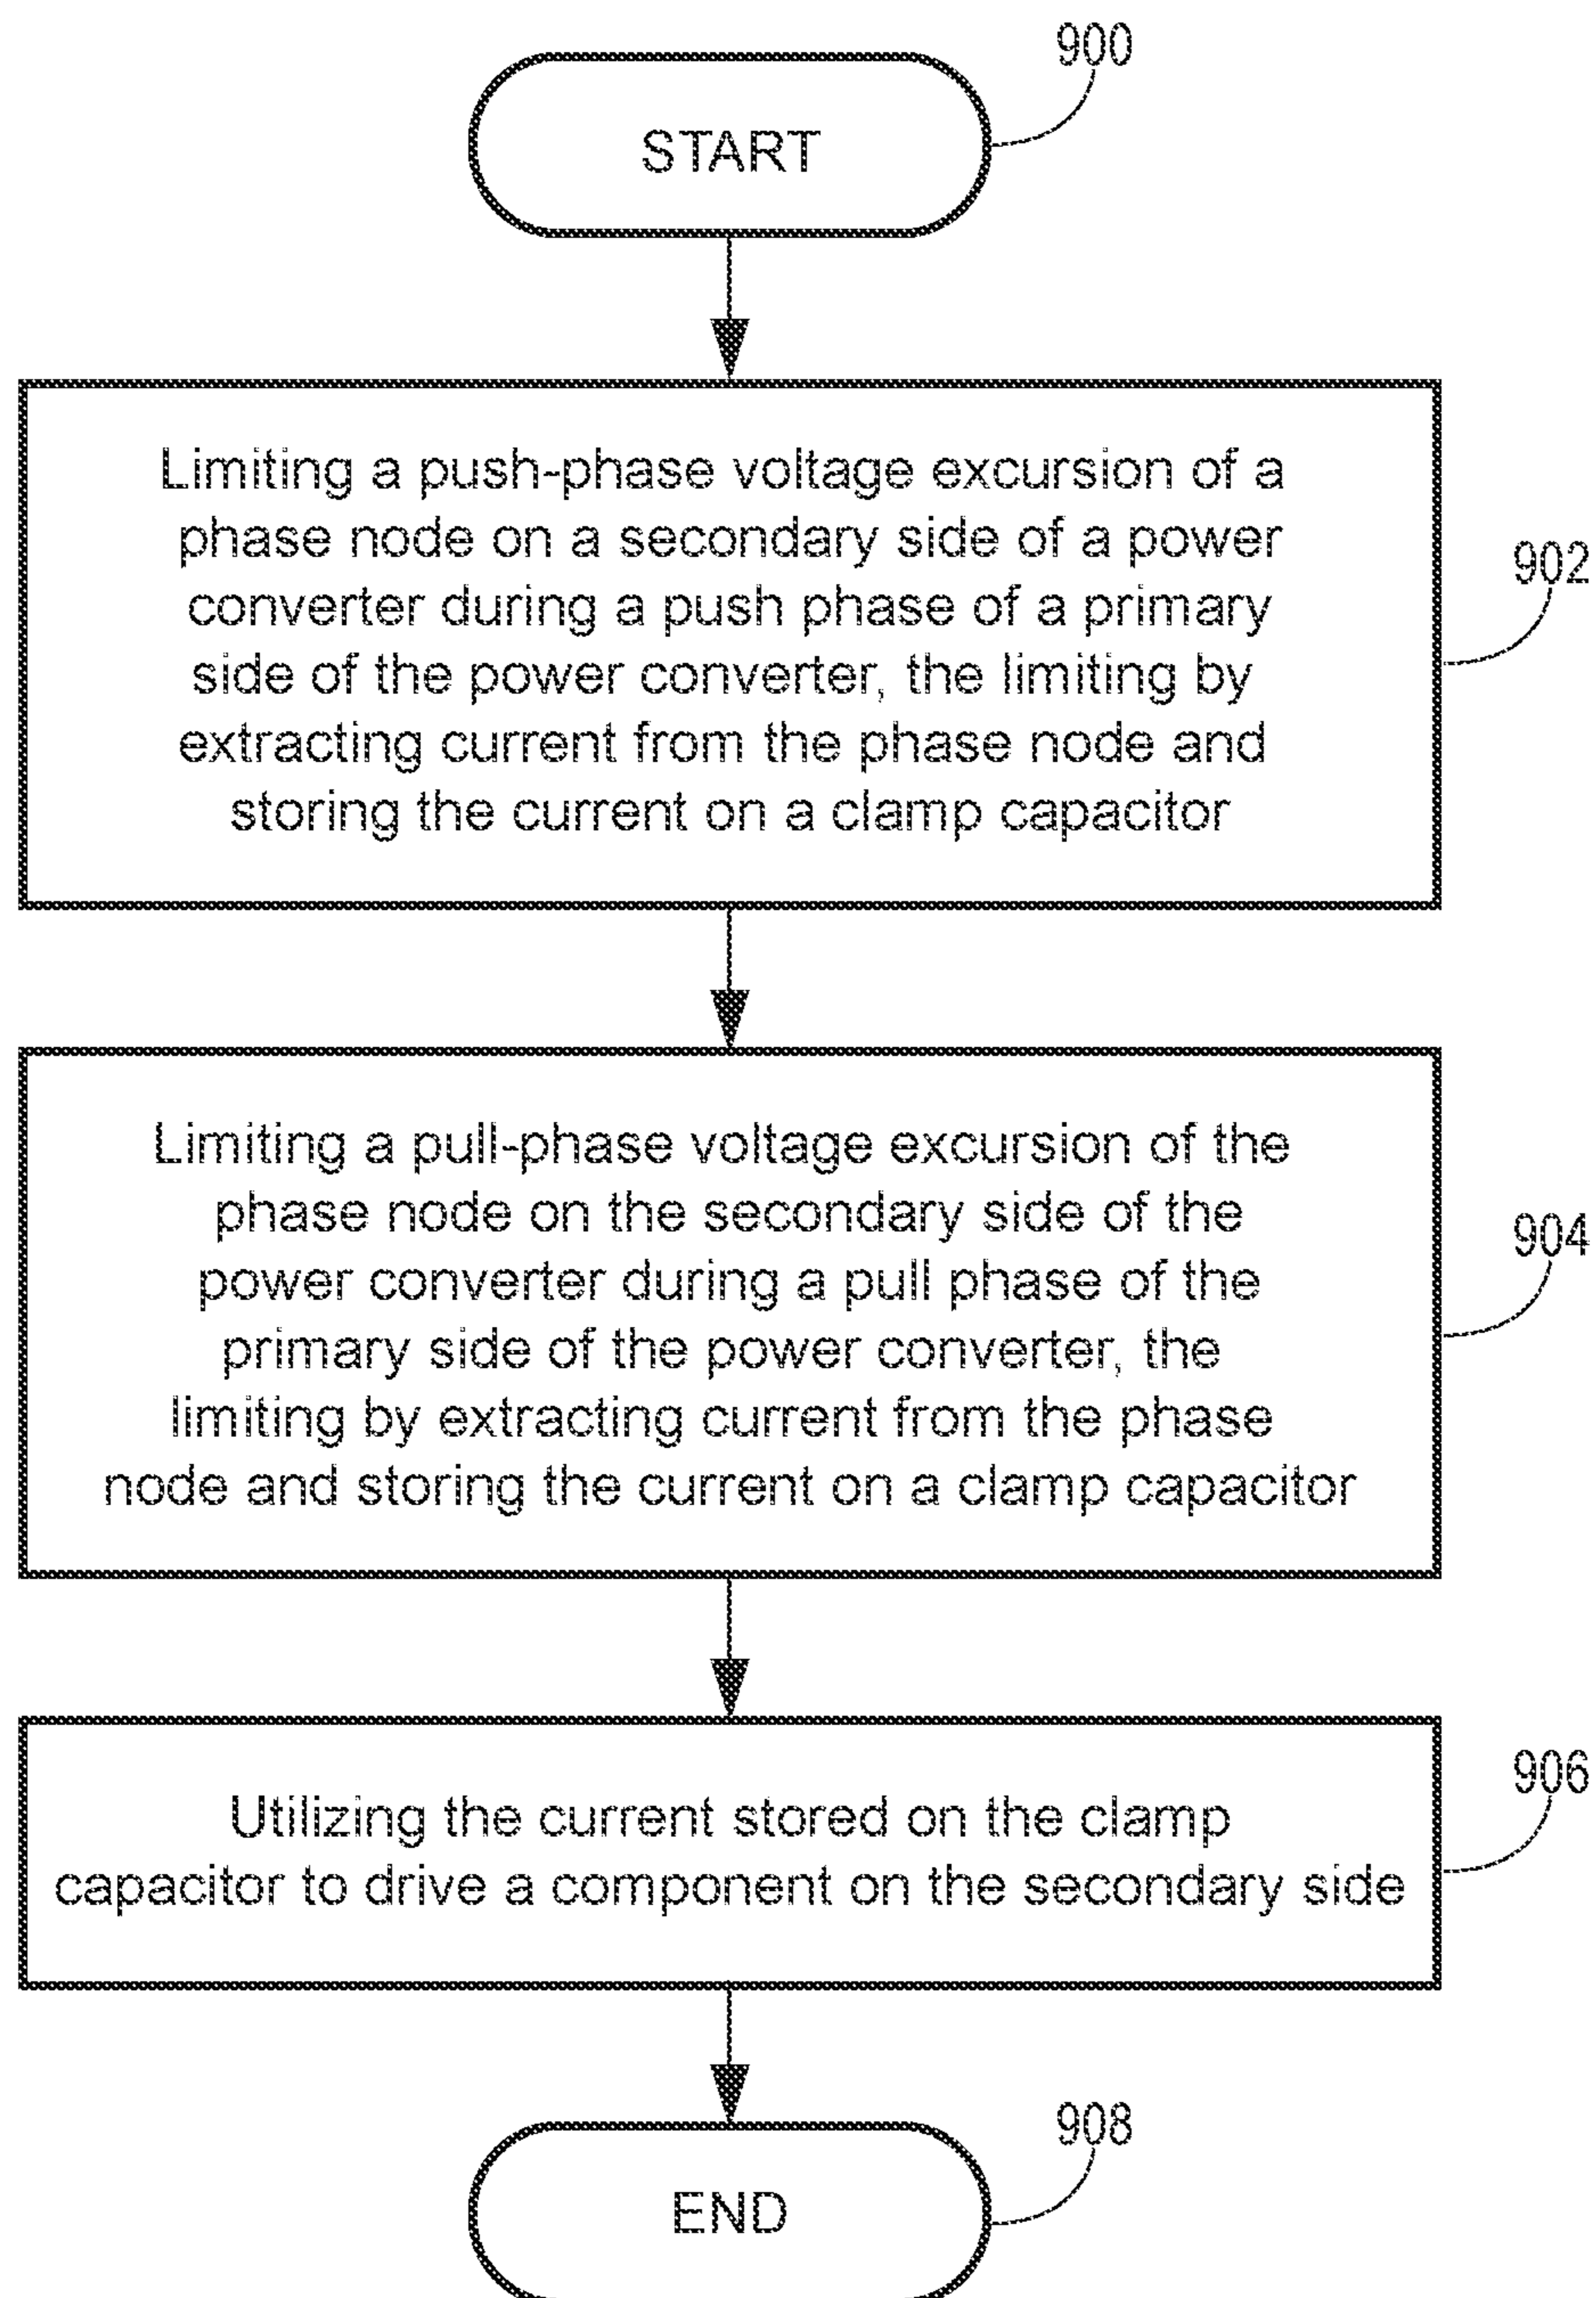 900
START
Limiting a push-phase voltage excursion of a
phase node on a secondary side of a power
converter during a push phase of a primary
side of the power converter, the limiting by
extracting current from the phase node and
storing the current on a clamp capacitor
902
Limiting a pull-phase voltage excursion of the
phase node on the secondary side of the
power converter during a pull phase of the
primary side of the power converter, the
limiting by extracting current from the phase
node and storing the current on a clamp capacitor
904
Utilizing the current stored on the clamp
capacitor to drive a component on the secondary side
906
908
END